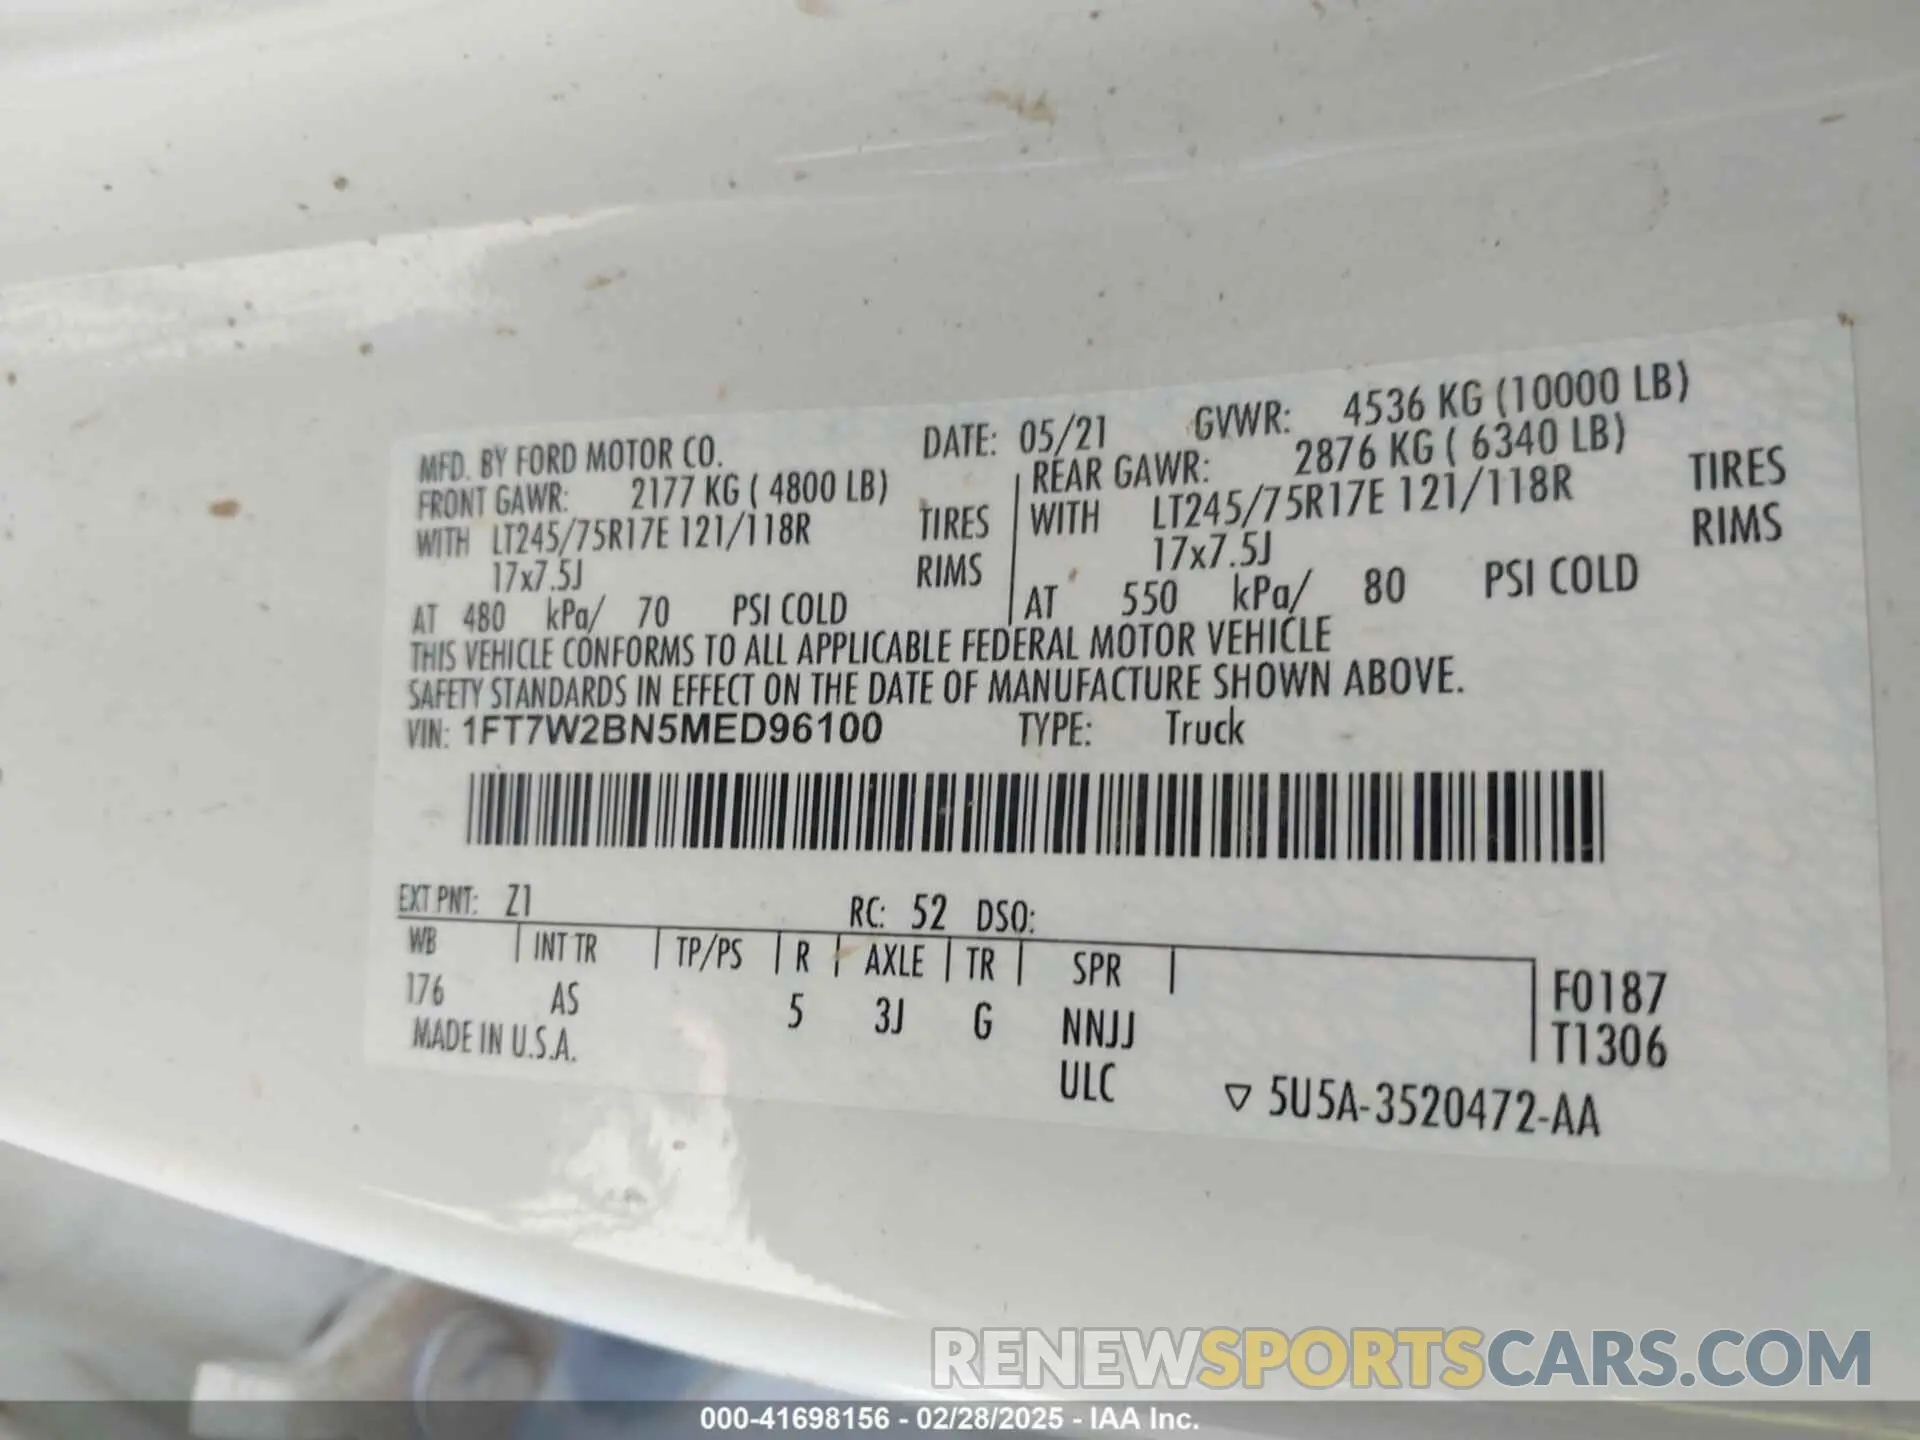 MFD. BY FORD MOTOR CO. DATE: 05/21 GVWR: 4536 KG (10000 LB)
FRONT GAWR: 2177 KG ( 4800 LB) REAR GAWR: 2876 KG ( 6340 LB)
WITH LT245/75R17E 121/118R TIRES WITH LT245/75R17E 121/118R TIRES
17x7.5J RIMS 17x7.5J RIMS
AT 480 kPa/ 70 PSI COLD AT 550 kPa/ 80 PSI COLD
THIS VEHICLE CONFORMS TO ALL APPLICABLE FEDERAL MOTOR VEHICLE
SAFETY STANDARDS IN EFFECT ON THE DATE OF MANUFACTURE SHOWN ABOVE.
VIN: 1FT7W2BN5MED96100 TYPE: Truck
EXT PNT: Z1 RC: 52 DSO:
WB INT TR TP/PS R AXLE TR SPR
176 AS 5 3J G NNJJ F0187
MADE IN U.S.A. ULC T1306
▽ 5U5A-3520472-AA
RENEWSPORTSCARS.COM
000-41698156 - 02/28/2025 - IAA Inc.